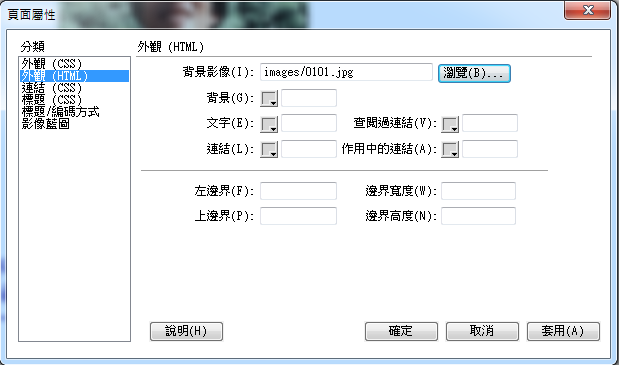 頁面屬性
分類
外觀 (CSS)
外觀 (HTML)
連結 (CSS)
標題 (CSS)
標題/編碼方式
影像藍圖
外觀 (HTML)
背景影像(I): images/0101.jpg 瀏覽(B)...
背景(G):
文字(E): 查閱過連結(V):
連結(L): 作用中的連結(A):
左邊界(F): 邊界寬度(W):
上邊界(P): 邊界高度(N):
說明(H) 確定 取消 套用(A)